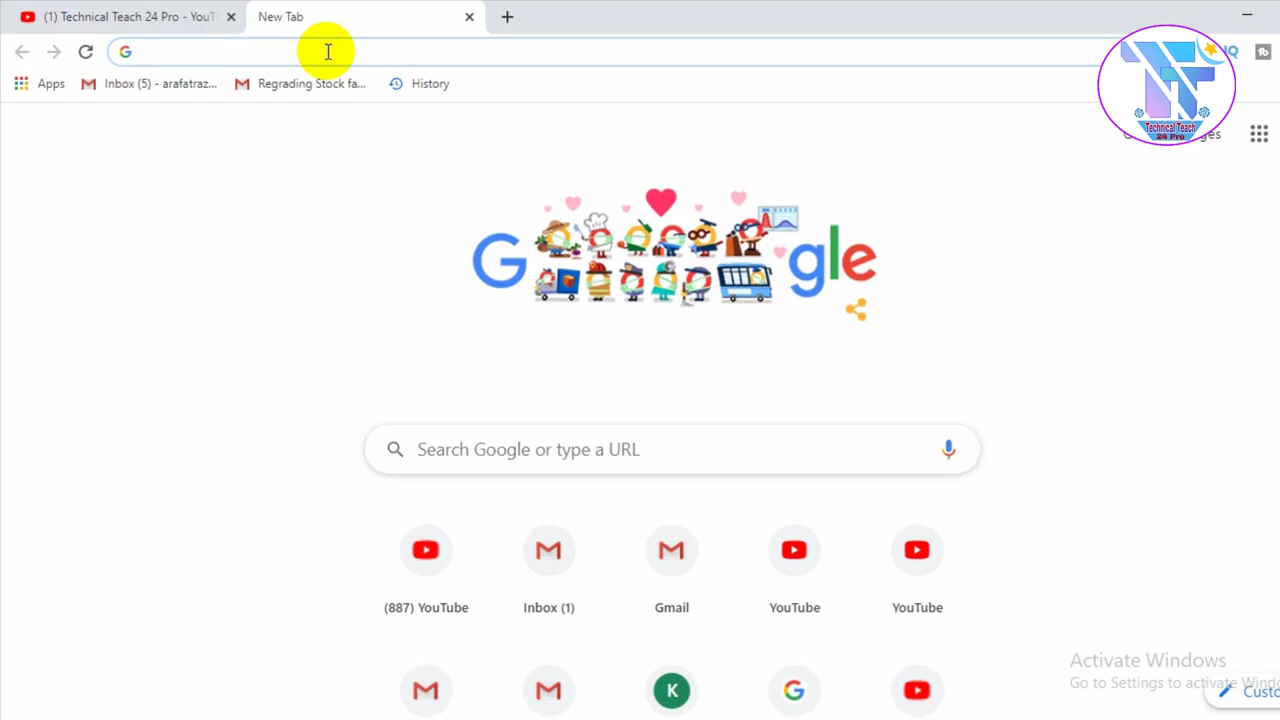 (1) Technical Teach 24 Pro - YouT
New Tab
Apps
Inbox (5) - arafatraz...
Regrading Stock fa...
History
Technical Teach
24 Pro
Google
Search Google or type a URL
(887) YouTube
Inbox (1)
Gmail
YouTube
YouTube
K
Activate Windows
Go to Settings to activate Windo
Custo